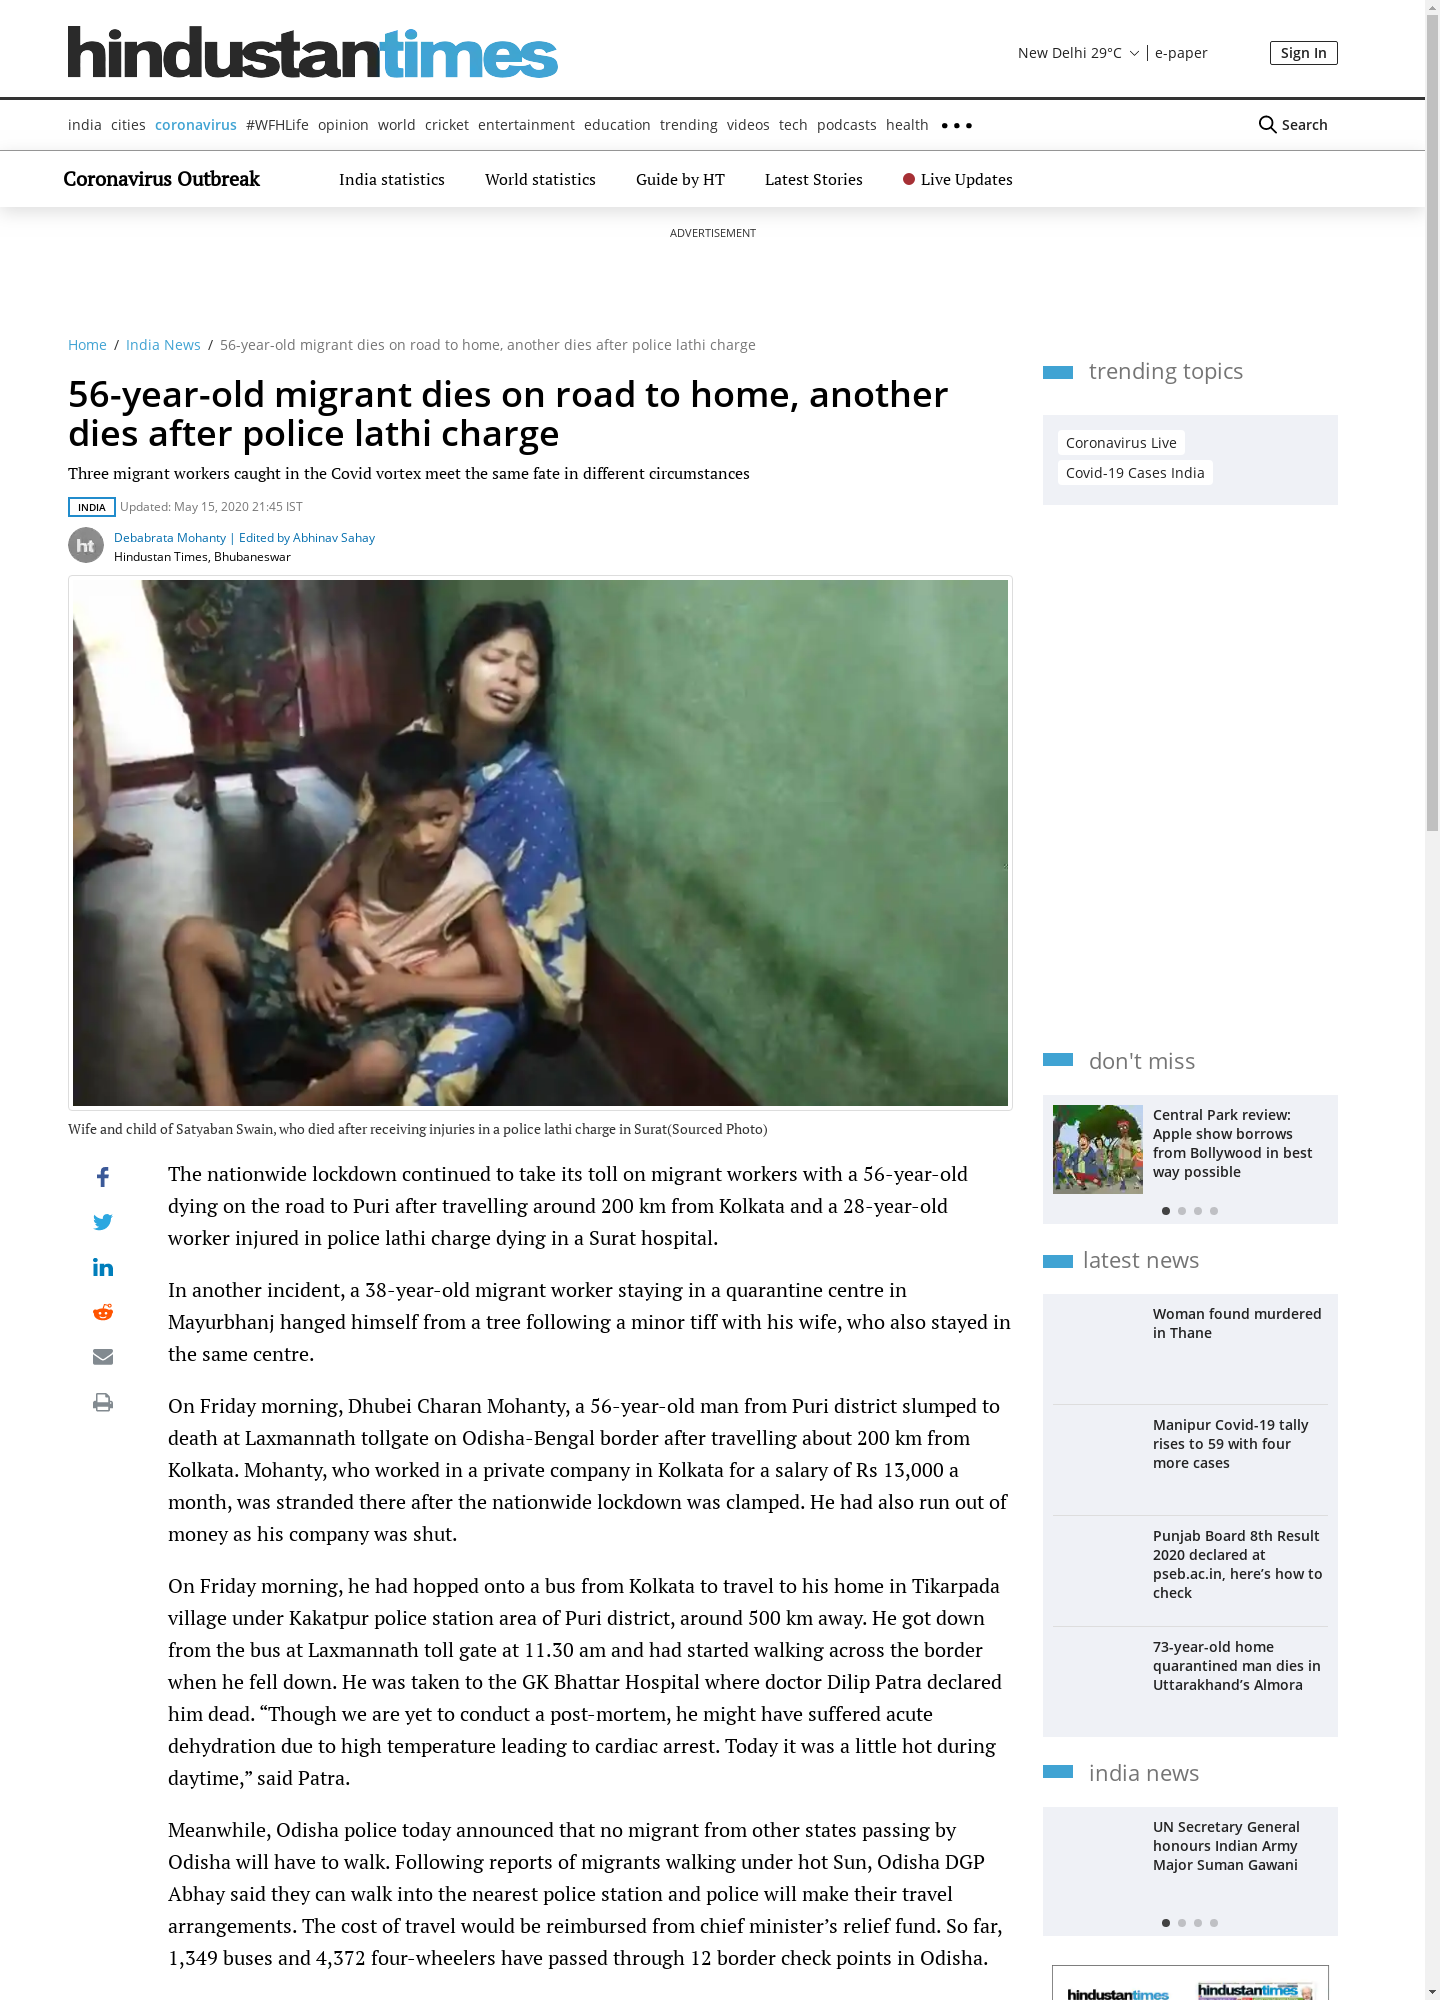 hindustantimes
New Delhi 29°C
e-paper
Sign In
india cities coronavirus #WFHLife opinion world cricket entertainment education trending videos tech podcasts health
Search
Coronavirus Outbreak
India statistics
World statistics
Guide by HT
Latest Stories
Live Updates
ADVERTISEMENT
Home / India News / 56-year-old migrant dies on road to home, another dies after police lathi charge
56-year-old migrant dies on road to home, another
dies after police lathi charge
Three migrant workers caught in the Covid vortex meet the same fate in different circumstances
INDIA Updated: May 15, 2020 21:45 IST
ht
Debabrata Mohanty | Edited by Abhinav Sahay
Hindustan Times, Bhubaneswar
Wife and child of Satyaban Swain, who died after receiving injuries in a police lathi charge in Surat(Sourced Photo)
The nationwide lockdown continued to take its toll on migrant workers with a 56-year-old
dying on the road to Puri after travelling around 200 km from Kolkata and a 28-year-old
worker injured in police lathi charge dying in a Surat hospital.
In another incident, a 38-year-old migrant worker staying in a quarantine centre in
Mayurbhanj hanged himself from a tree following a minor tiff with his wife, who also stayed in
the same centre.
On Friday morning, Dhubei Charan Mohanty, a 56-year-old man from Puri district slumped to
death at Laxmannath tollgate on Odisha-Bengal border after travelling about 200 km from
Kolkata. Mohanty, who worked in a private company in Kolkata for a salary of Rs 13,000 a
month, was stranded there after the nationwide lockdown was clamped. He had also run out of
money as his company was shut.
On Friday morning, he had hopped onto a bus from Kolkata to travel to his home in Tikarpada
village under Kakatpur police station area of Puri district, around 500 km away. He got down
from the bus at Laxmannath toll gate at 11.30 am and had started walking across the border
when he fell down. He was taken to the GK Bhattar Hospital where doctor Dilip Patra declared
him dead. “Though we are yet to conduct a post-mortem, he might have suffered acute
dehydration due to high temperature leading to cardiac arrest. Today it was a little hot during
daytime,” said Patra.
Meanwhile, Odisha police today announced that no migrant from other states passing by
Odisha will have to walk. Following reports of migrants walking under hot Sun, Odisha DGP
Abhay said they can walk into the nearest police station and police will make their travel
arrangements. The cost of travel would be reimbursed from chief minister’s relief fund. So far,
1,349 buses and 4,372 four-wheelers have passed through 12 border check points in Odisha.
trending topics
Coronavirus Live
Covid-19 Cases India
don't miss
Central Park review:
Apple show borrows
from Bollywood in best
way possible
latest news
Woman found murdered
in Thane
Manipur Covid-19 tally
rises to 59 with four
more cases
Punjab Board 8th Result
2020 declared at
pseb.ac.in, here’s how to
check
73-year-old home
quarantined man dies in
Uttarakhand’s Almora
india news
UN Secretary General
honours Indian Army
Major Suman Gawani
hindustantimes
hindustantimes